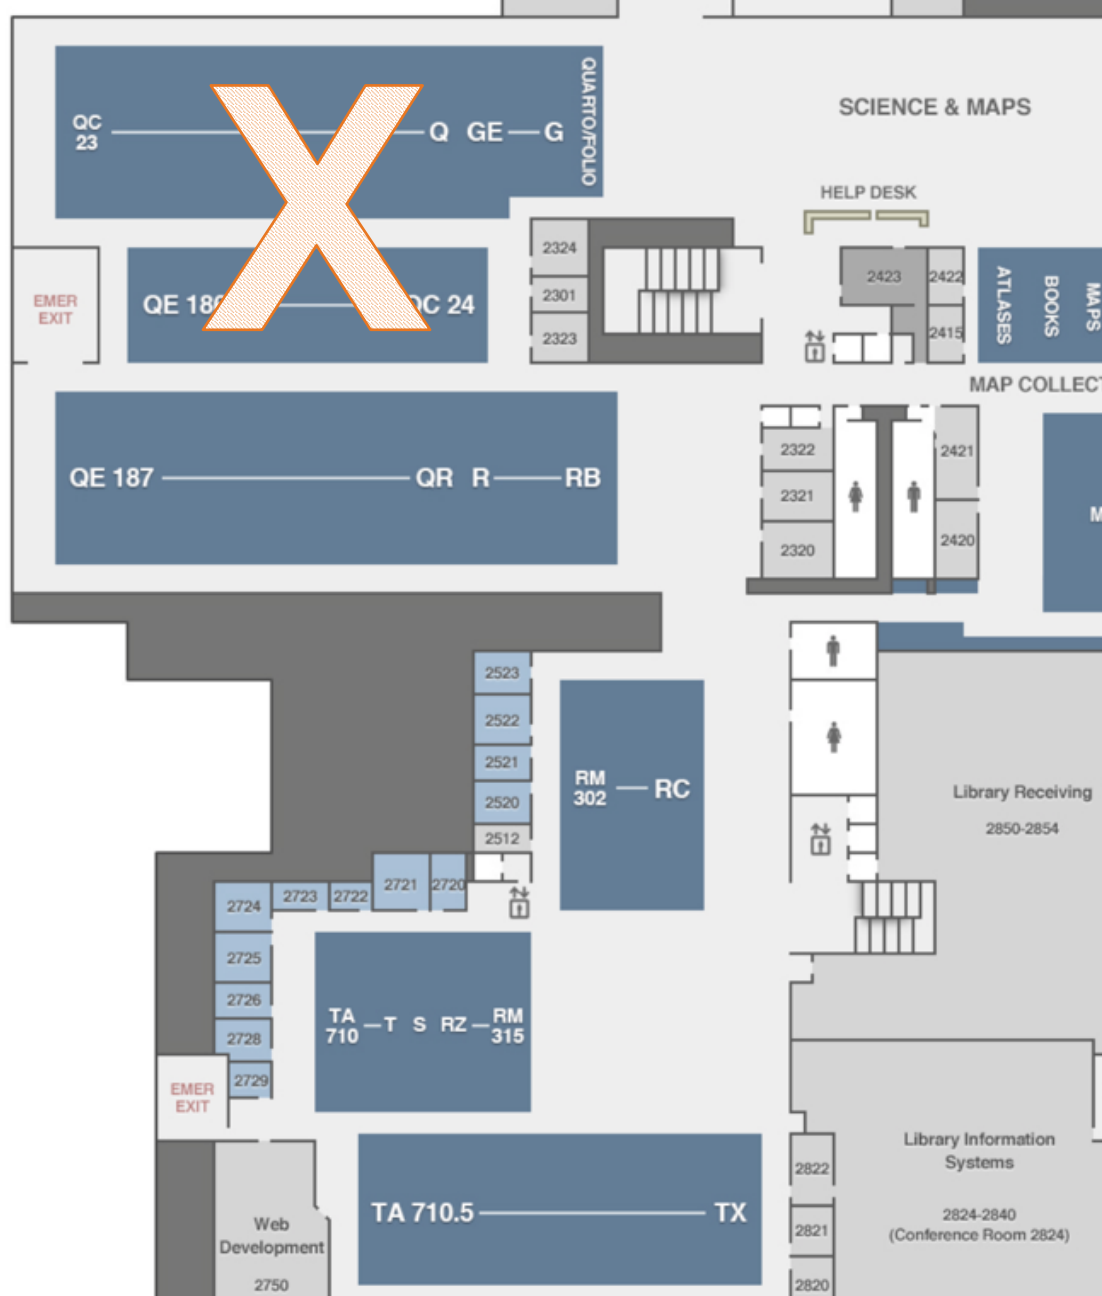 QC
23
Q GE G
QUARTO/FOLIO
SCIENCE & MAPS
HELP DESK
EMER
EXIT
QE 186
QC 24
2324
2301
2323
2423
2422
2415
ATLASES
BOOKS
MAPS
MAP COLLECT
QE 187
QR R RB
2322
2321
2320
2421
2420
M
2523
2522
2521
2520
2512
RM
302
RC
Library Receiving
2850-2854
2724
2723
2722
2721
2720
2725
2726
2728
2729
TA
710
T S RZ
RM
315
EMER
EXIT
TA 710.5
TX
Web
Development
2750
2822
2821
2820
Library Information
Systems
2824-2840
(Conference Room 2824)